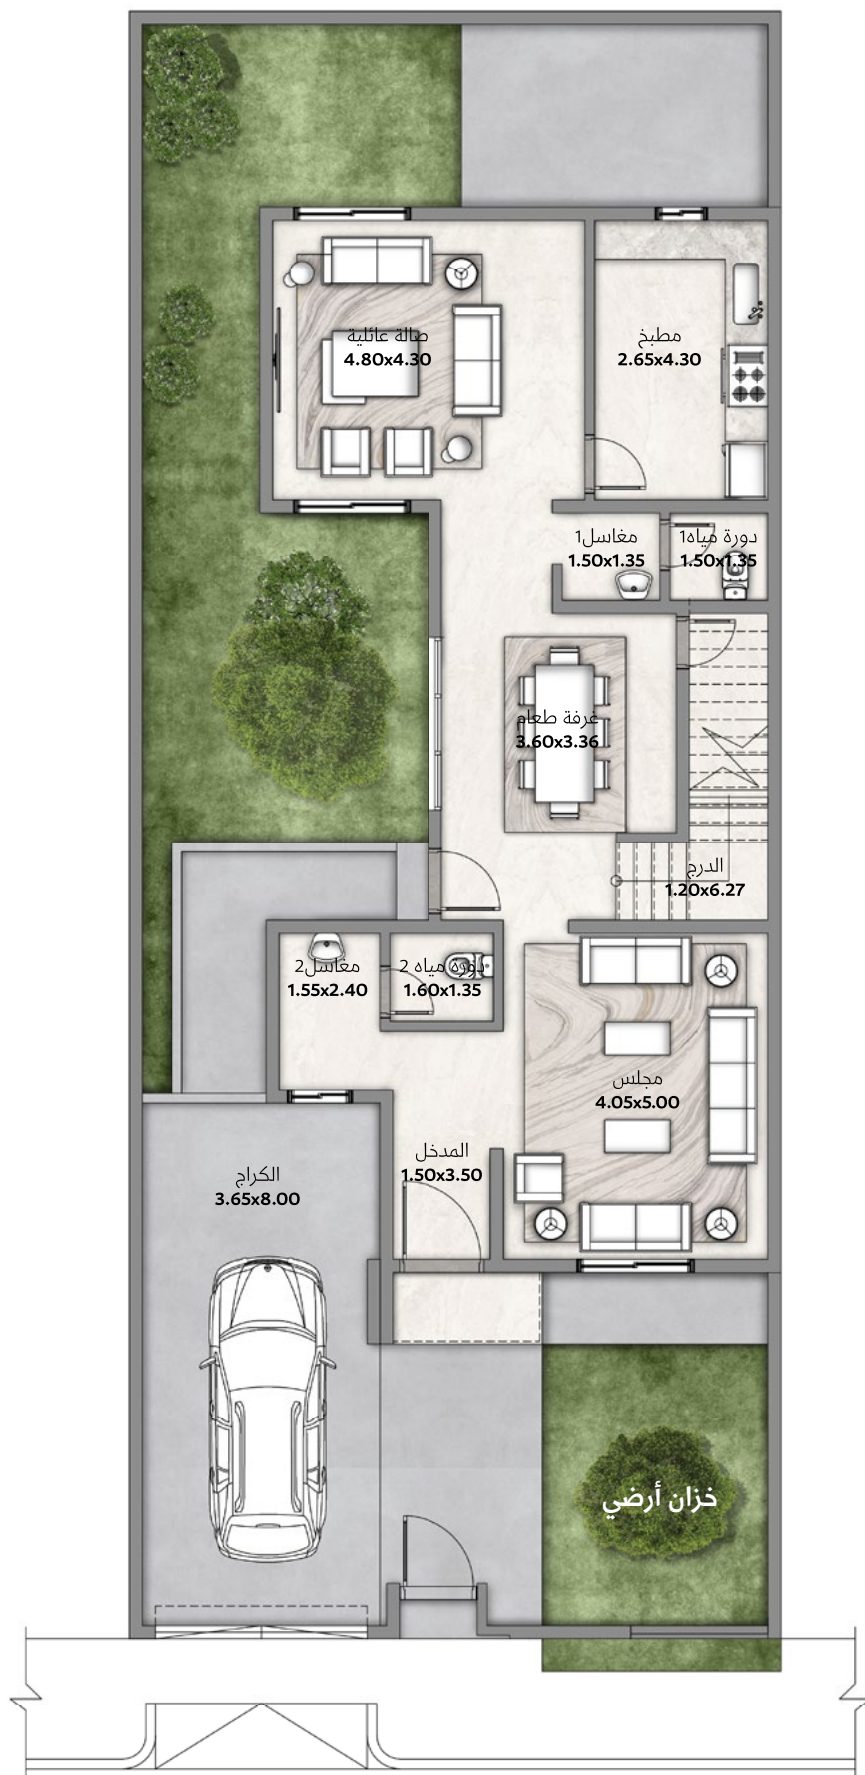 صالة عائلية
4.80x4.30
مطبخ
2.65x4.30
مغاسل1
1.50x1.35
دورة مياه1
1.50x1.35
غرفة طعام
3.60x3.36
الدرج
1.20x6.27
مغاسل2
1.55x2.40
دورة مياه 2
1.60x1.35
مجلس
4.05x5.00
المدخل
1.50x3.50
الكراج
3.65x8.00
خزان أرضي